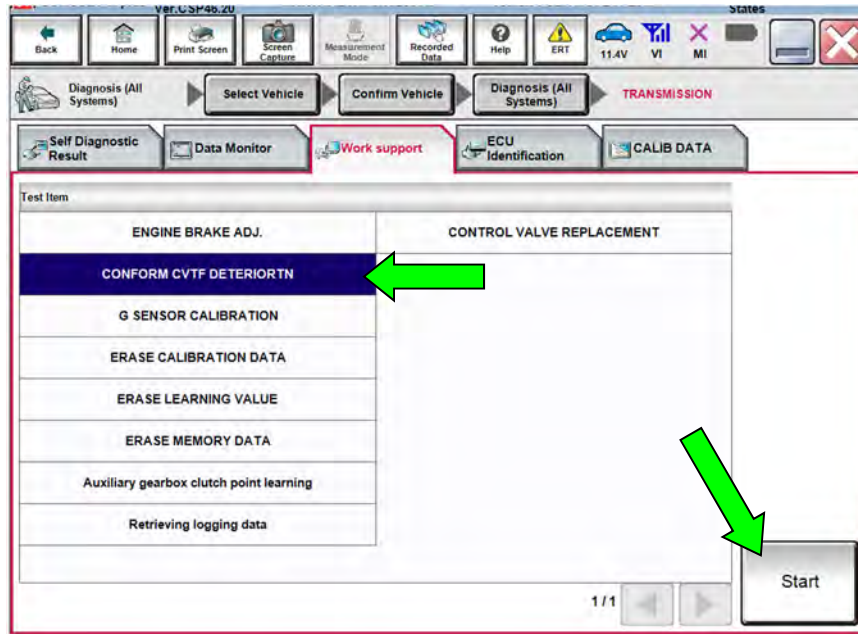 Ver.CSP46.20
States
Back
Home
Print Screen
Screen
Capture
Measurement
Mode
Recorded
Data
Help
ERT
11.4V
VI
MI
Diagnosis (All
Systems)
Select Vehicle
Confirm Vehicle
Diagnosis (All
Systems)
TRANSMISSION
Self Diagnostic
Result
Data Monitor
Work support
ECU
Identification
CALIB DATA
Test Item
ENGINE BRAKE ADJ.
CONTROL VALVE REPLACEMENT
CONFORM CVTF DETERIORTN
G SENSOR CALIBRATION
ERASE CALIBRATION DATA
ERASE LEARNING VALUE
ERASE MEMORY DATA
Auxiliary gearbox clutch point learning
Retrieving logging data
1/1
Start